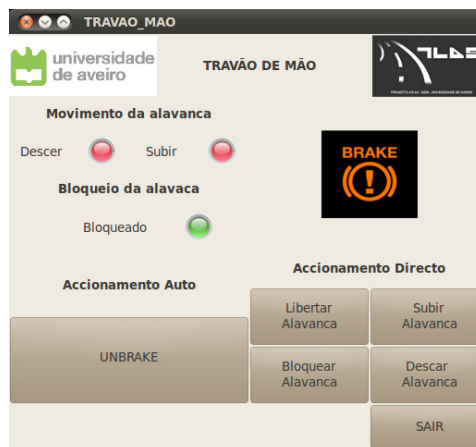 TRAVAO_MAO
universidade
de aveiro
TRAVÃO DE MÃO
ATLAS
Movimento da alavanca
Descer
Subir
BRAKE
Bloqueio da alavaca
Bloqueado
Accionamento Directo
Accionamento Auto
Libertar
Alavanca
Subir
Alavanca
UNBRAKE
Bloquear
Alavanca
Descar
Alavanca
SAIR